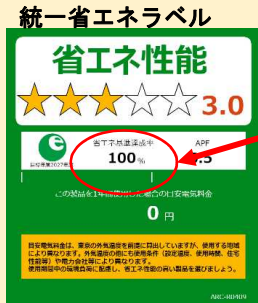 統一省エネラベル
省エネ性能
3.0
省エネ基準達成率
APF
100%
.5
この製品を1年間使用した場合の目安電気料金
0円
目安電気料金は、東京の外気温度を前提に算出していますが、使用する地域
により異なります。外気温度の他にも使用条件(設定温度、使用時間、住宅
性能等)や電力会社等により異なります。
使用期間中の環境負荷に配慮し、省エネ性能の高い製品を選びましょう。
ARC-R0409